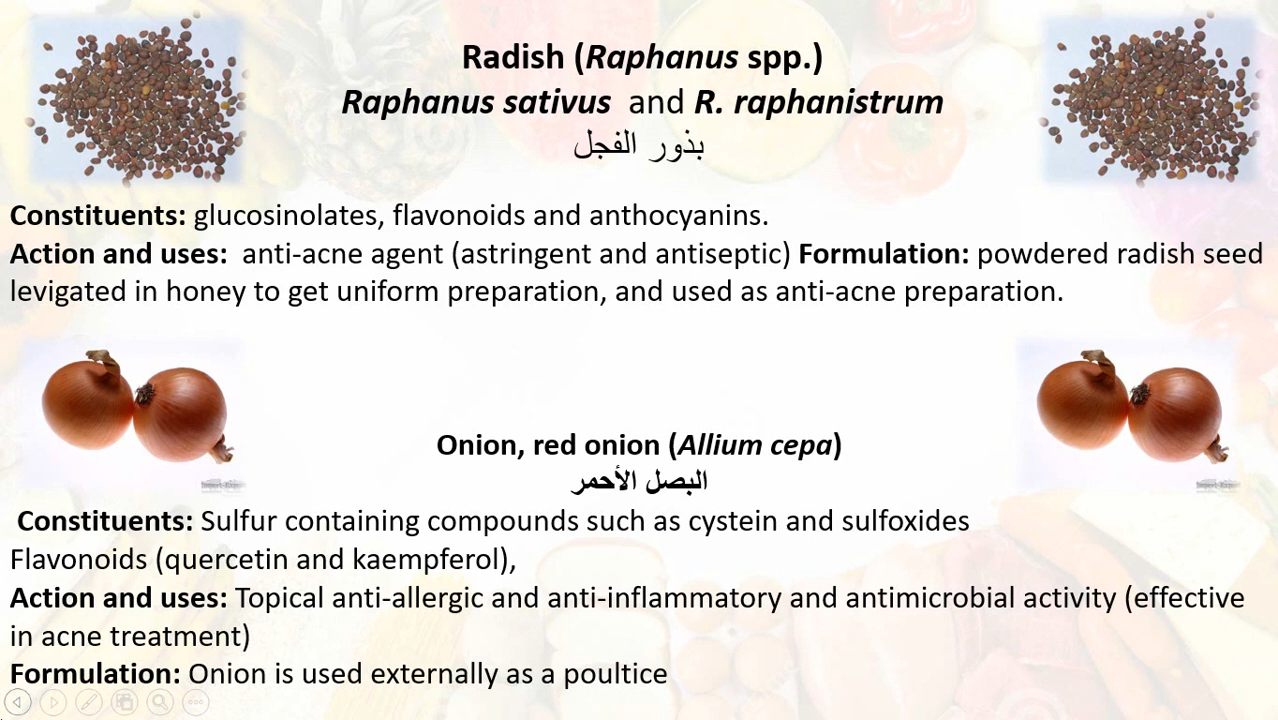 Radish (Raphanus spp.)
Raphanus sativus and R. raphanistrum
بذور الفجل
Constituents: glucosinolates, flavonoids and anthocyanins.
Action and uses: anti-acne agent (astringent and antiseptic) Formulation: powdered radish seed
levigated in honey to get uniform preparation, and used as anti-acne preparation.
Onion, red onion (Allium cepa)
البصل الأحمر
Constituents: Sulfur containing compounds such as cystein and sulfoxides
Flavonoids (quercetin and kaempferol),
Action and uses: Topical anti-allergic and anti-inflammatory and antimicrobial activity (effective
in acne treatment)
Formulation: Onion is used externally as a poultice